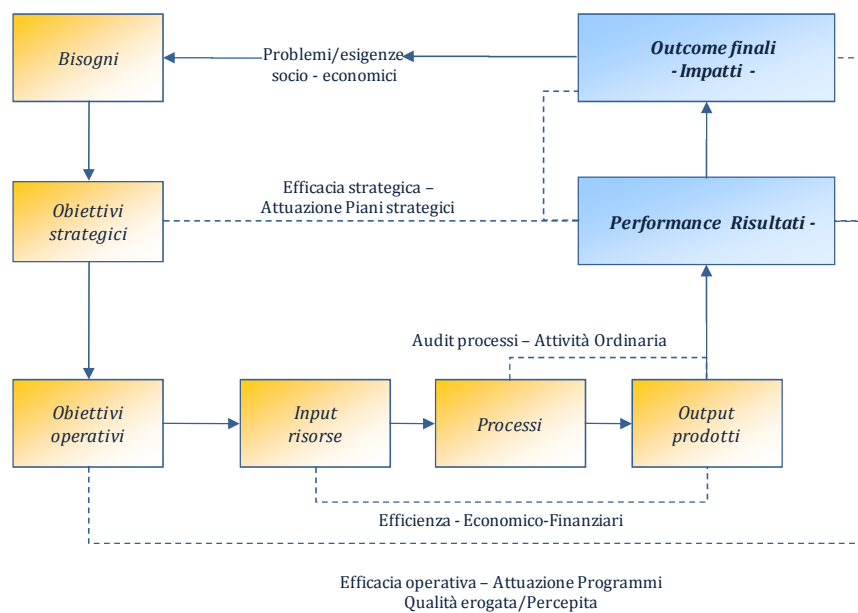 Bisogni
Problemi/esigenze
socio - economici
Outcome finali
- Impatti -
Efficacia strategica –
Attuazione Piani strategici
Obiettivi
strategici
Performance Risultati -
Audit processi – Attività Ordinaria
Obiettivi
operativi
Input
risorse
Processi
Output
prodotti
Efficienza - Economico-Finanziari
Efficacia operativa – Attuazione Programmi
Qualità erogata/Percepita